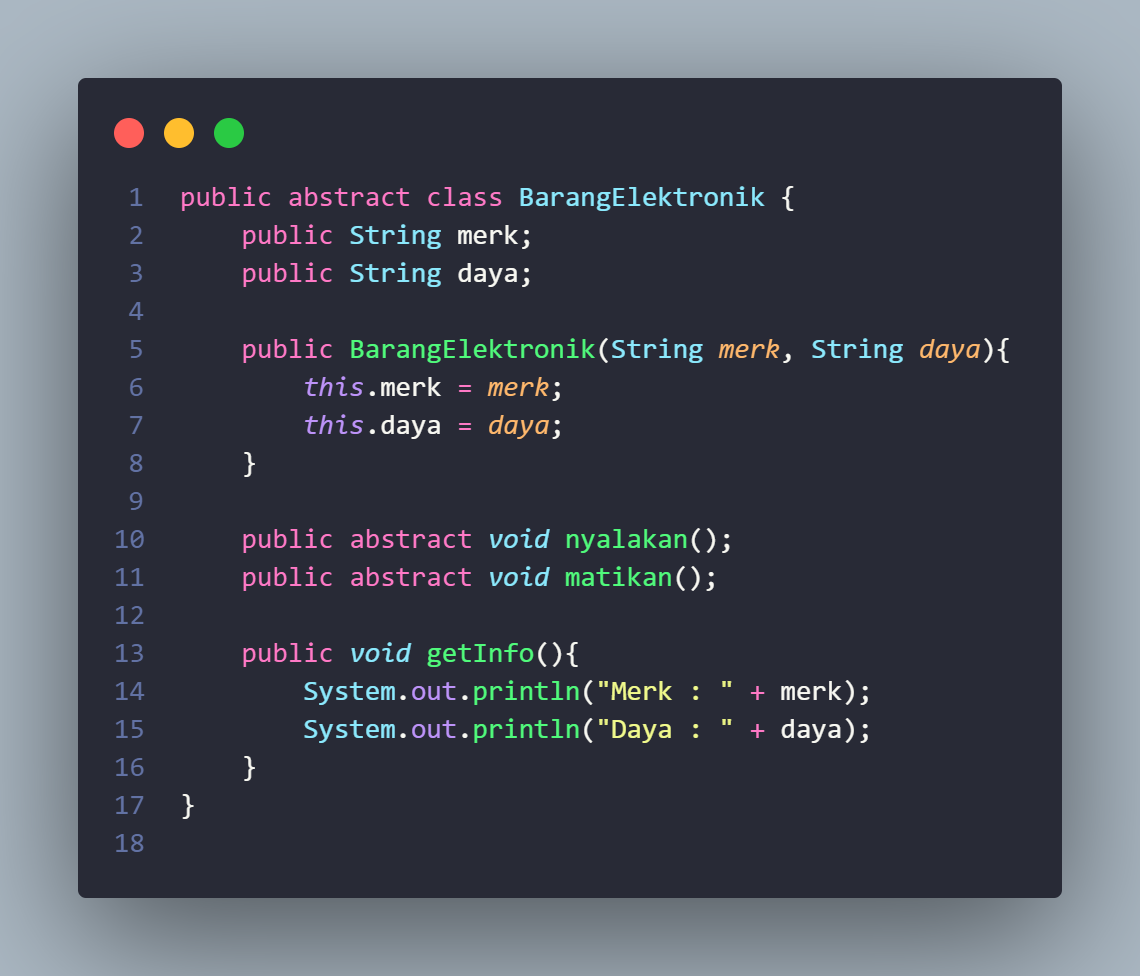 1 public abstract class BarangElektronik {
2     public String merk;
3     public String daya;
4
5     public BarangElektronik(String merk, String daya){
6         this.merk = merk;
7         this.daya = daya;
8     }
9
10     public abstract void nyalakan();
11     public abstract void matikan();
12
13     public void getInfo(){
14         System.out.println("Merk : " + merk);
15         System.out.println("Daya : " + daya);
16     }
17 }
18